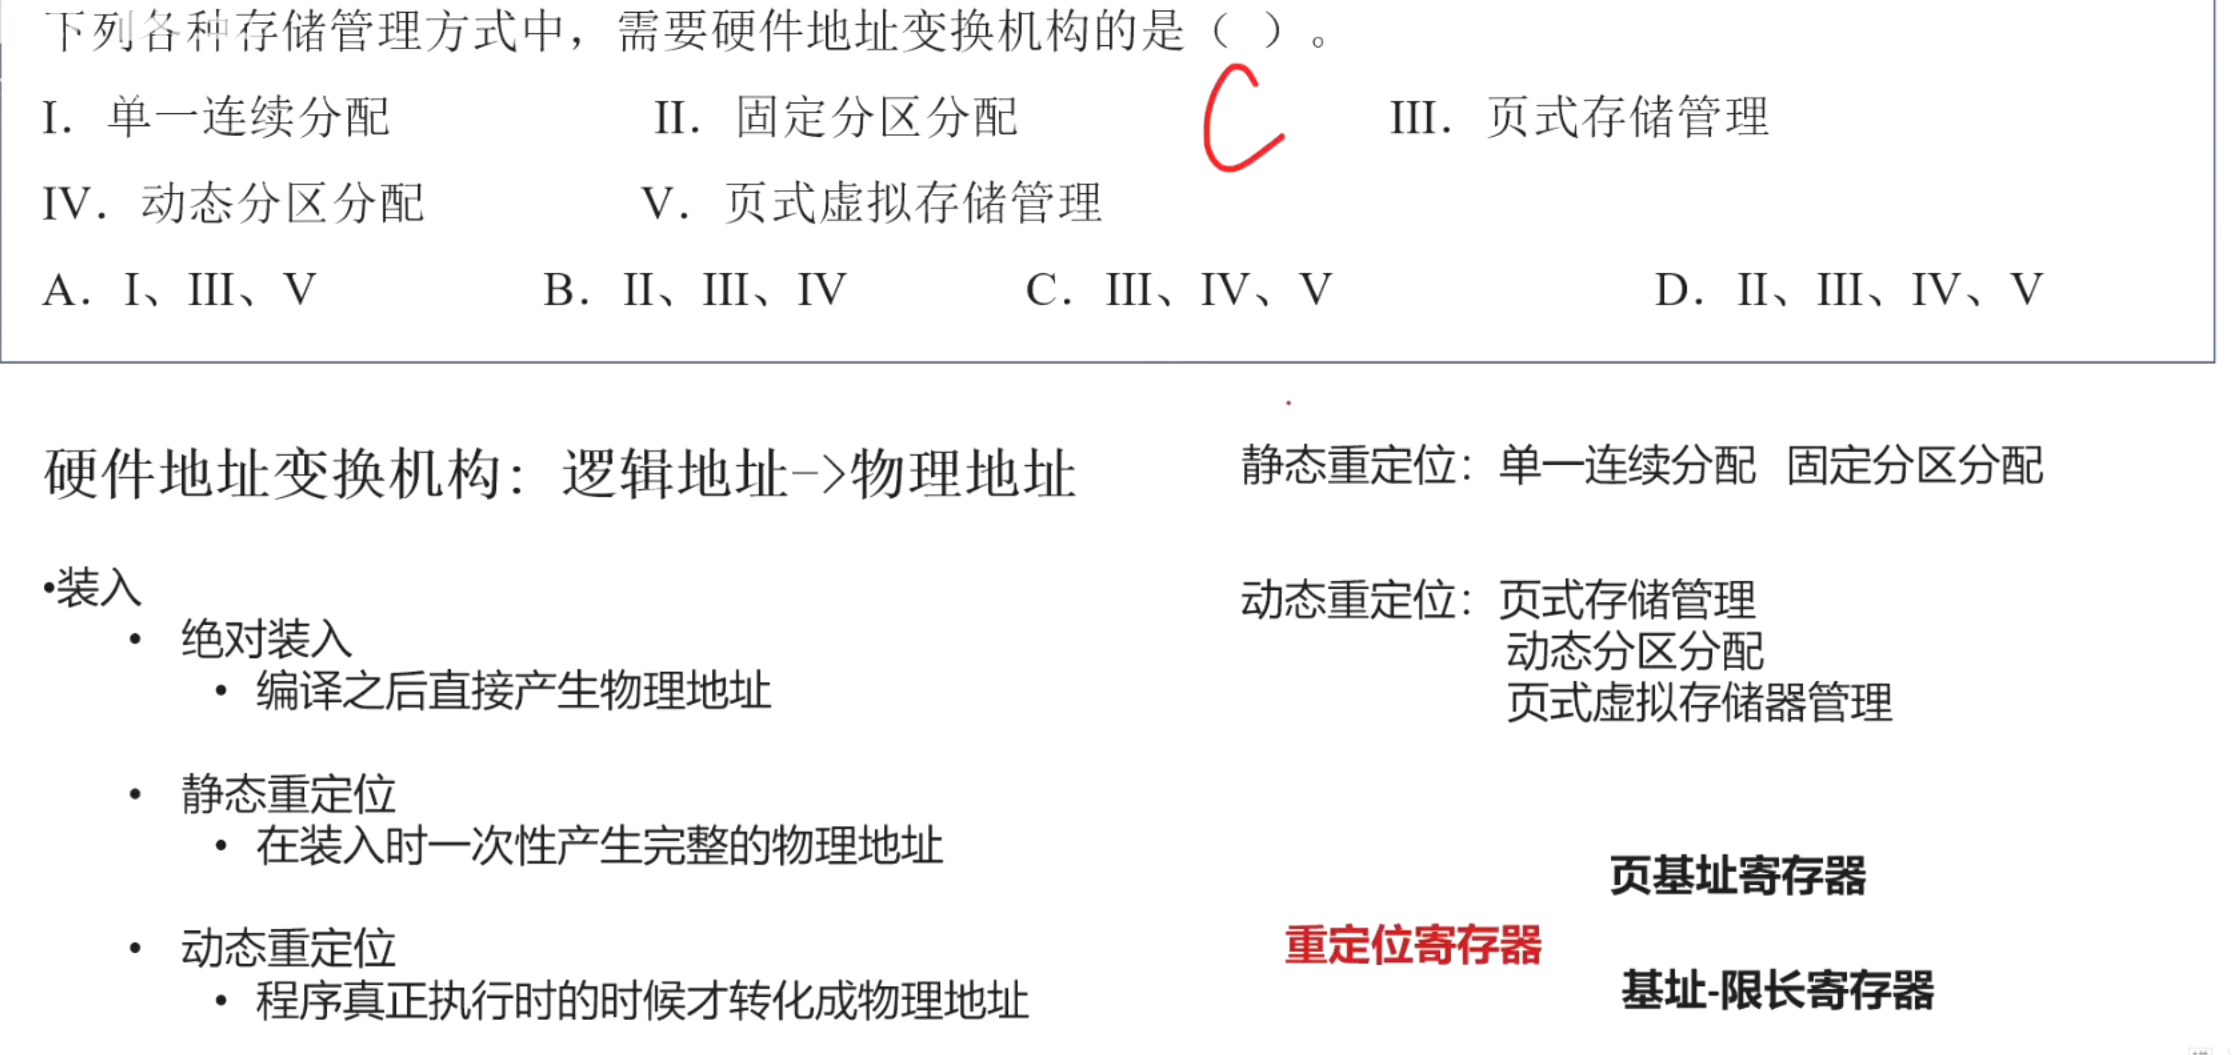 下列各种存储管理方式中，需要硬件地址变换机构的是（ ）。
C
I．单一连续分配 II．固定分区分配 III．页式存储管理
IV．动态分区分配 V．页式虚拟存储管理
A．I、III、V B．II、III、IV C．III、IV、V D．II、III、IV、V
硬件地址变换机构：逻辑地址->物理地址
•装入
• 绝对装入
• 编译之后直接产生物理地址
• 静态重定位
• 在装入时一次性产生完整的物理地址
• 动态重定位
• 程序真正执行时的时候才转化成物理地址
静态重定位：单一连续分配 固定分区分配
动态重定位：页式存储管理
动态分区分配
页式虚拟存储器管理
页基址寄存器
重定位寄存器
基址-限长寄存器